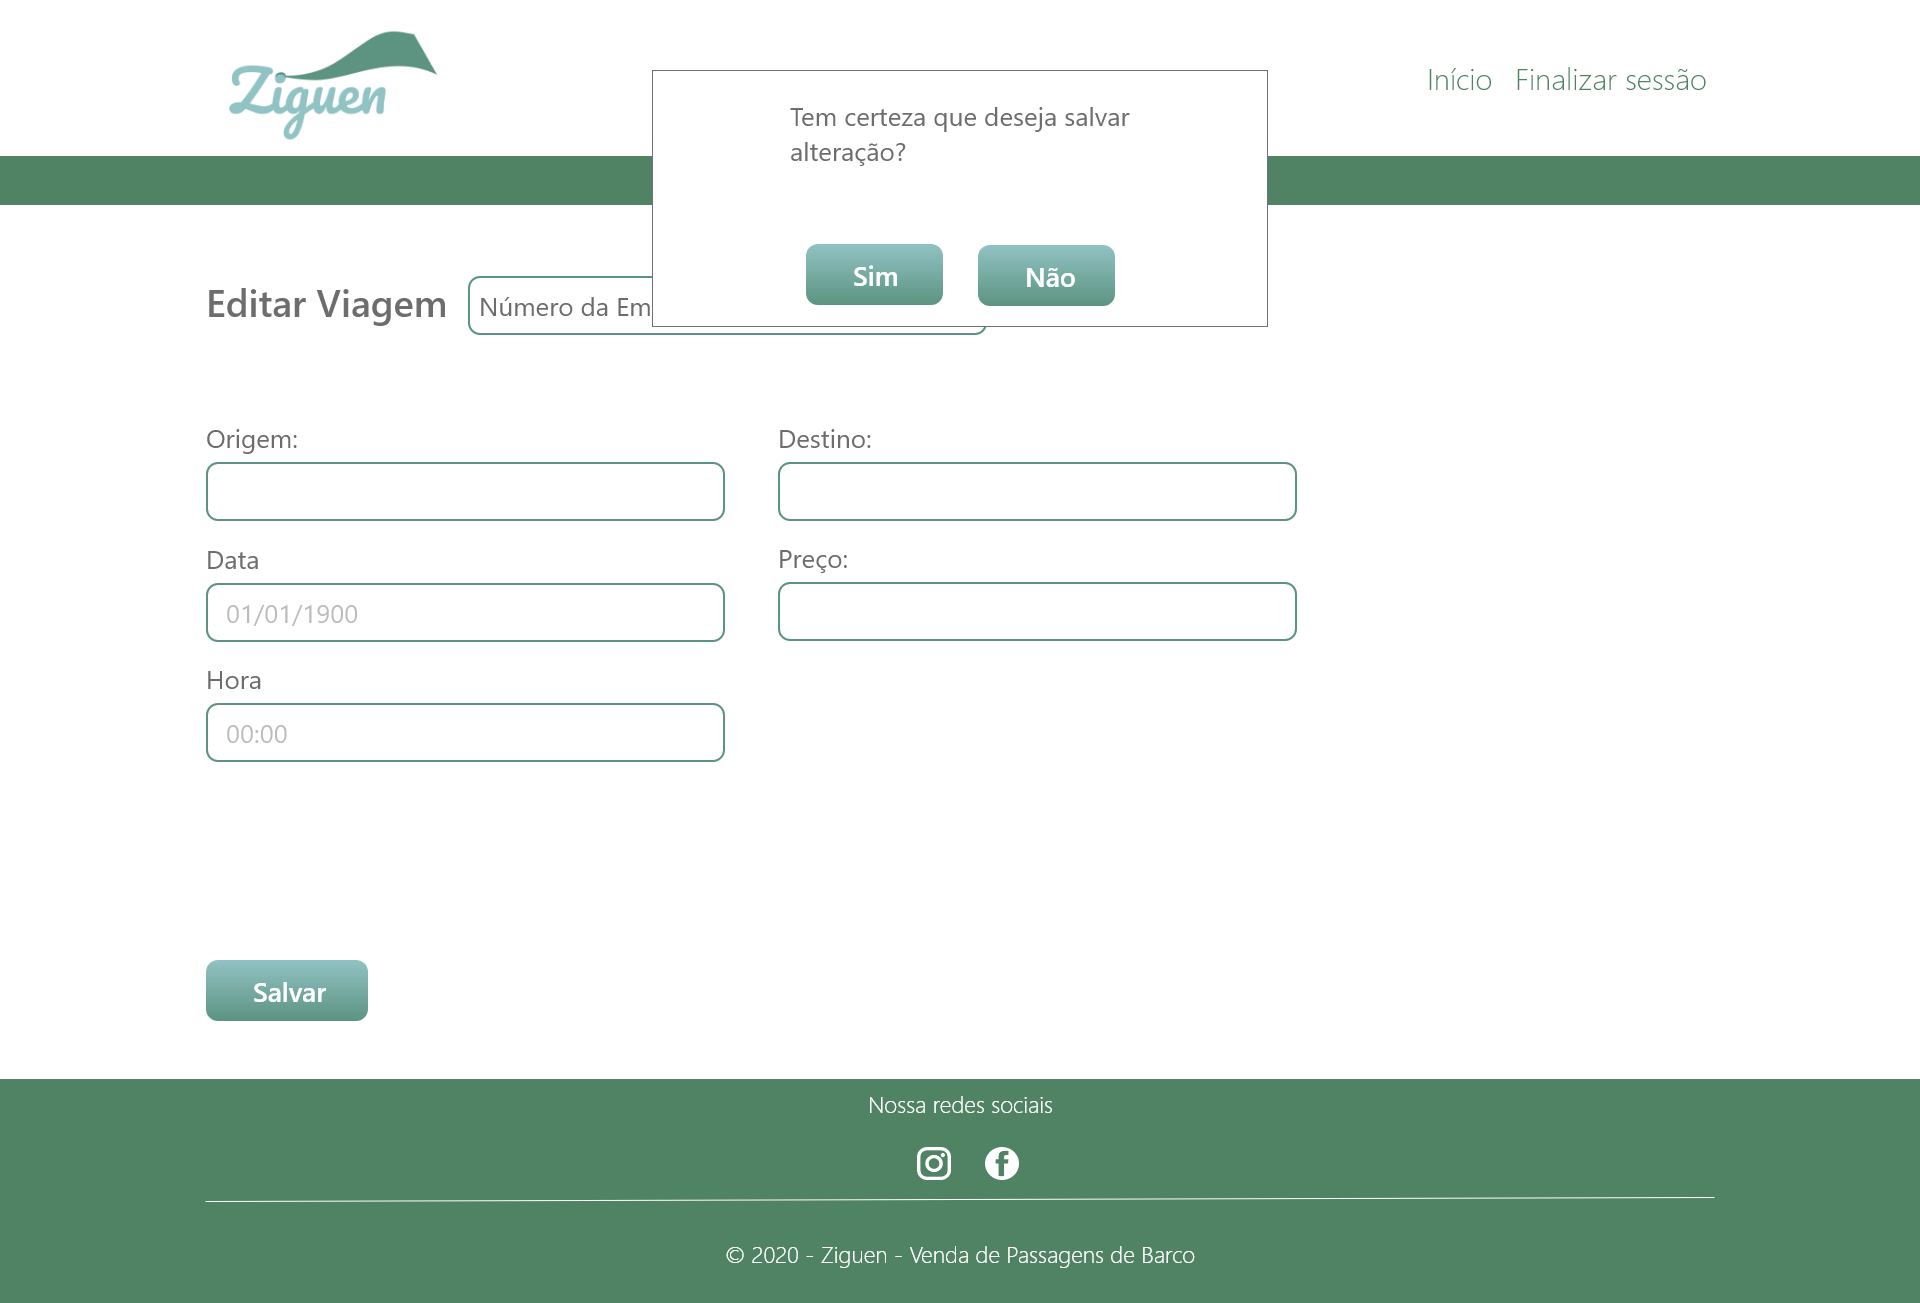 Ziguen
Início Finalizar sessão
Tem certeza que deseja salvar
alteração?
Sim Não
Editar Viagem
Número da Em
Origem: Destino:
Data Preço:
01/01/1900
Hora
00:00
Salvar
Nossa redes sociais
© 2020 - Ziguen - Venda de Passagens de Barco